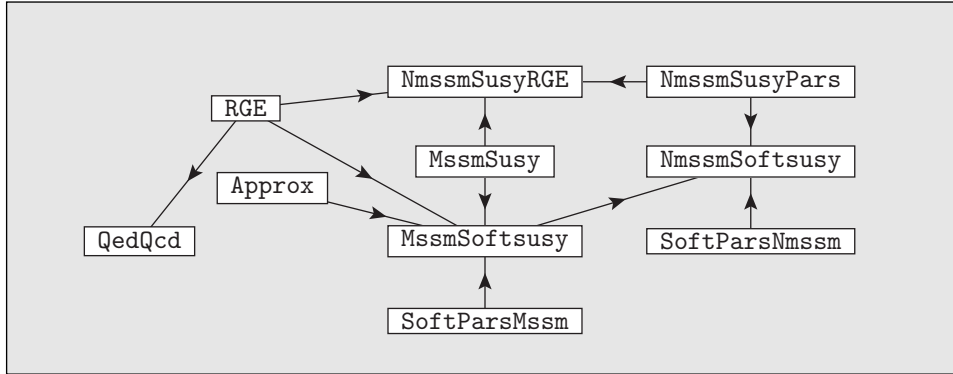 NmssmSusyRGE
NmssmSusyPars
RGE
MssmSusy
NmssmSoftsusy
Approx
QedQcd
MssmSoftsusy
SoftParsNmssm
SoftParsMssm